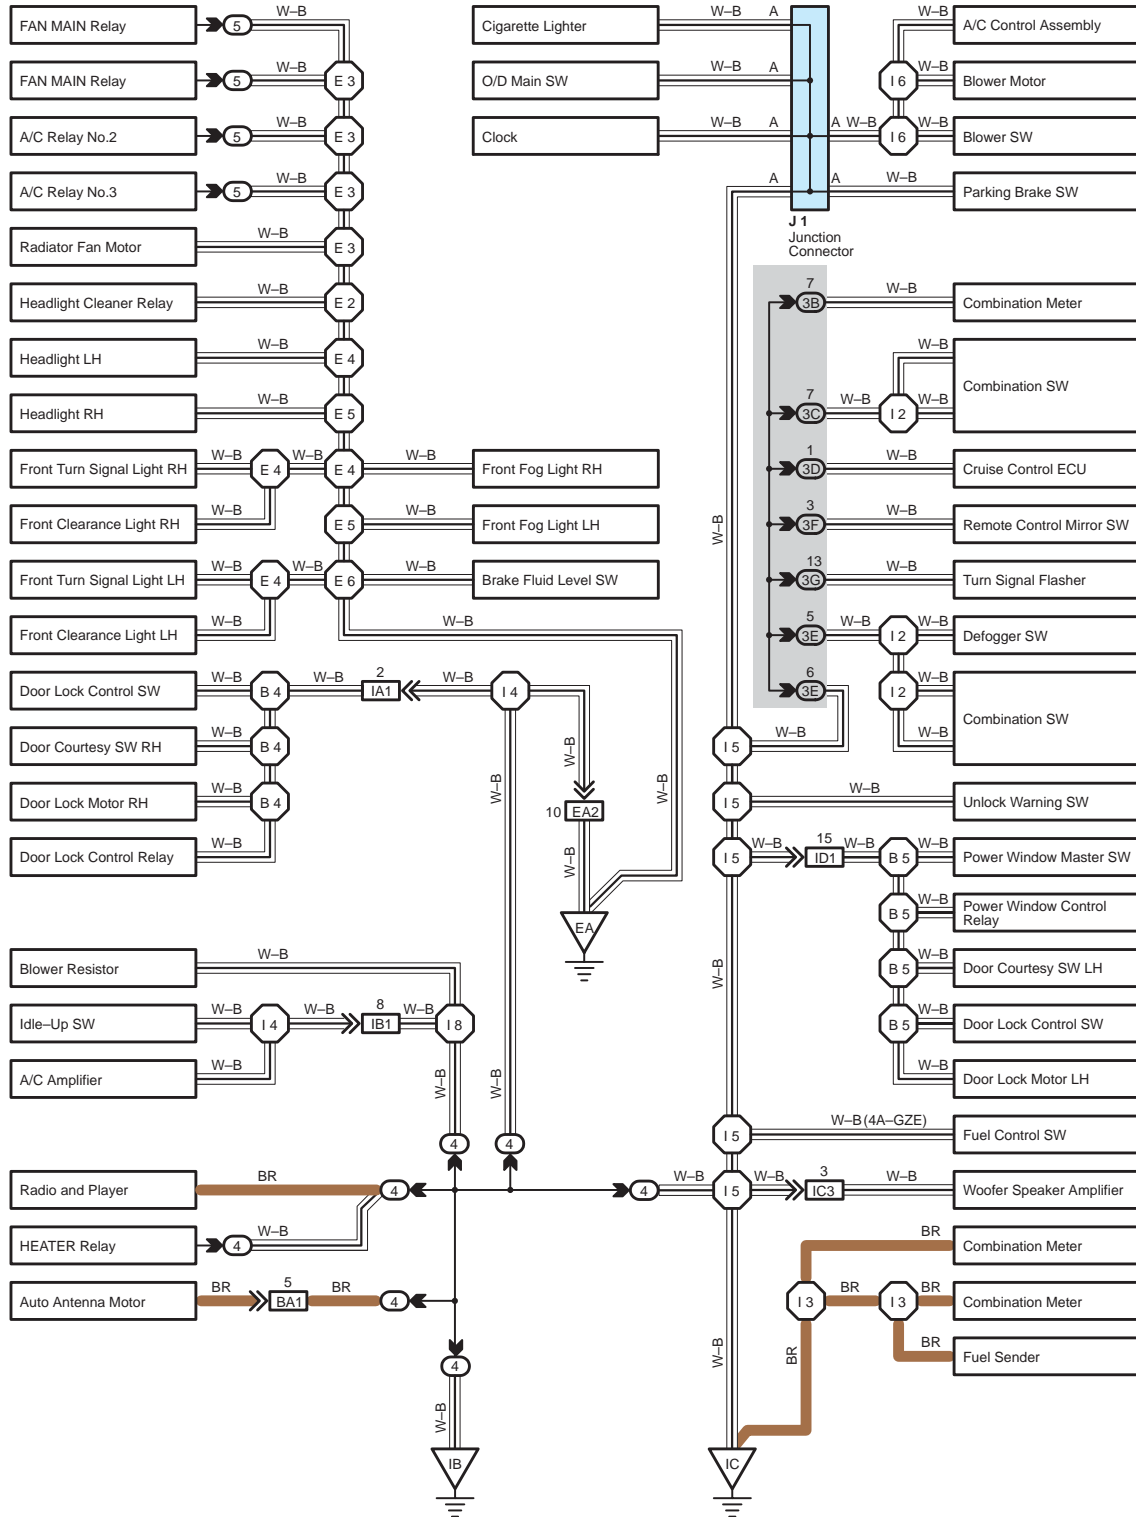 FAN MAIN Relay 5 W–B Cigarette Lighter W–B A W–B A/C Control Assembly
FAN MAIN Relay 5 W–B E 3 O/D Main SW W–B A I 6 W–B Blower Motor
A/C Relay No.2 5 W–B E 3 Clock W–B A A W–B I 6 W–B Blower SW
A/C Relay No.3 5 W–B E 3 A A W–B Parking Brake SW
J 1
Junction
Connector
Radiator Fan Motor W–B E 3
Headlight Cleaner Relay W–B E 2 7 3B W–B Combination Meter
Headlight LH W–B E 4 W–B
Combination SW
Headlight RH W–B E 5 7 3C W–B I 2 W–B
Front Turn Signal Light RH W–B E 4 W–B E 4 W–B Front Fog Light RH 1 3D W–B Cruise Control ECU
Front Clearance Light RH W–B E 5 W–B Front Fog Light LH W–B 3 3F W–B Remote Control Mirror SW
Front Turn Signal Light LH W–B E 4 W–B E 6 W–B Brake Fluid Level SW 13 3G W–B Turn Signal Flasher
Front Clearance Light LH W–B W–B 5 3E W–B I 2 W–B Defogger SW
Door Lock Control SW W–B B 4 W–B 2 IA1 W–B I 4 6 3E I 2 W–B
Combination SW
Door Courtesy SW RH W–B B 4 W–B W–B I 5 W–B W–B
Door Lock Motor RH W–B B 4 W–B 10 EA2 W–B I 5 W–B Unlock Warning SW
Door Lock Control Relay W–B W–B I 5 W–B 15 ID1 W–B B 5 W–B Power Window Master SW
EA B 5 W–B Power Window Control
Relay
Blower Resistor W–B W–B B 5 W–B Door Courtesy SW LH
Idle–Up SW W–B I 4 W–B 8 IB1 W–B I 8 B 5 W–B Door Lock Control SW
A/C Amplifier W–B W–B W–B W–B Door Lock Motor LH
4 4 I 5 W–B (4A–GZE) Fuel Control SW
Radio and Player BR 4 4 W–B I 5 W–B 3 IC3 W–B Woofer Speaker Amplifier
HEATER Relay 4 W–B BR Combination Meter
Auto Antenna Motor BR 5 BA1 BR 4 I 3 BR I 3 BR Combination Meter
4 W–B BR BR Fuel Sender
W–B
IB IC